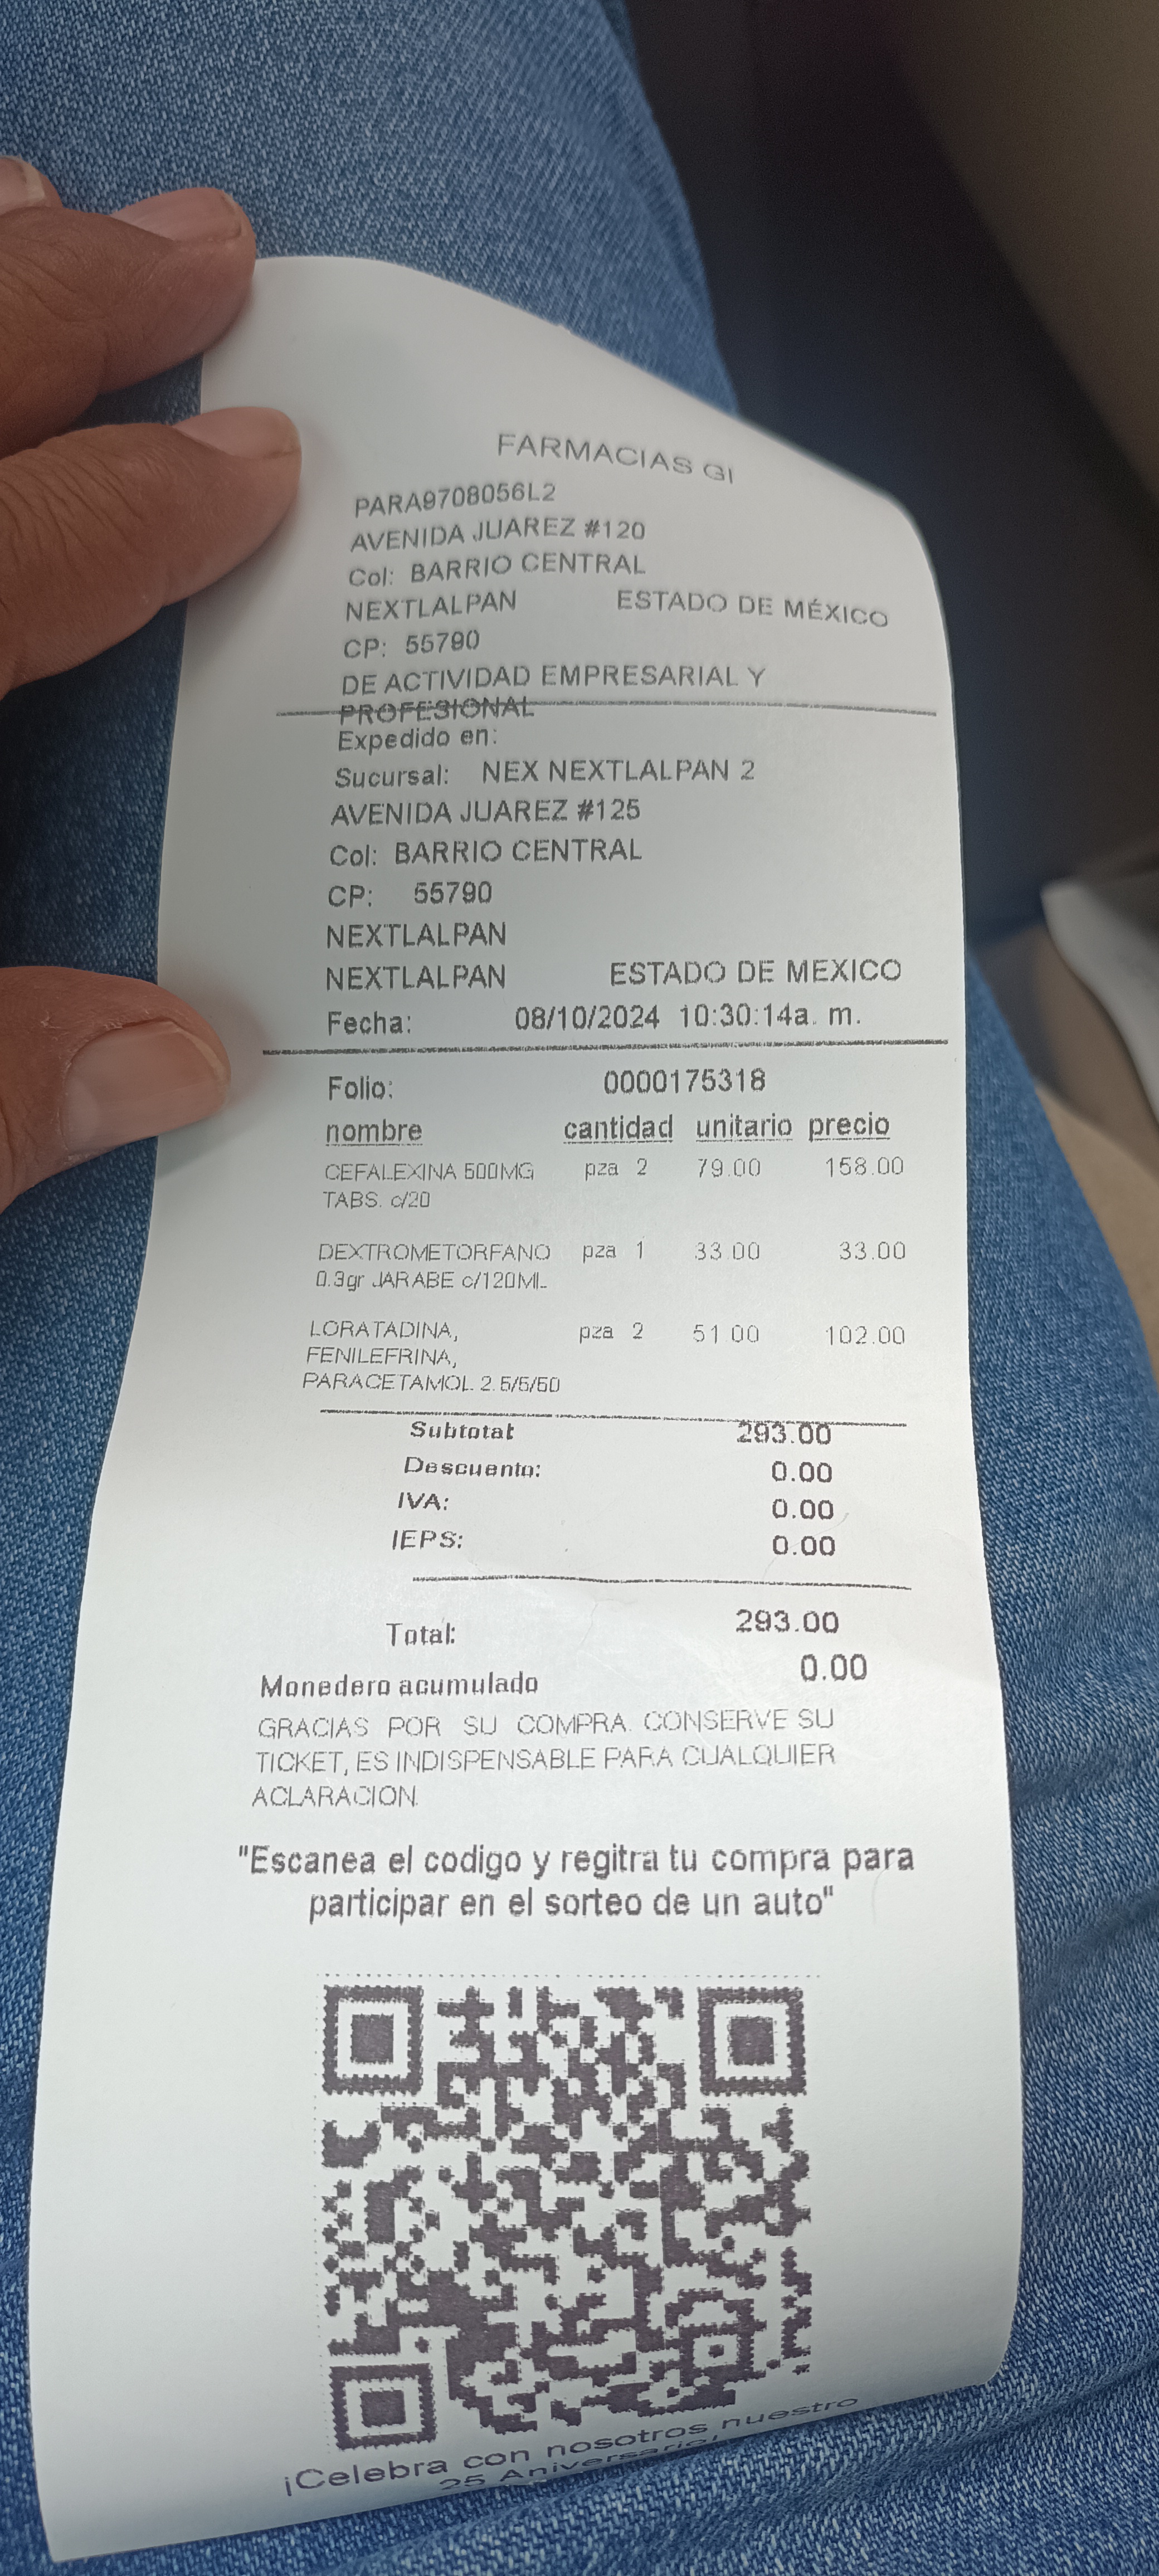 FARMACIAS GI
PARA9708056L2
AVENIDA JUAREZ #120
Col: BARRIO CENTRAL
NEXTLALPAN ESTADO DE MÉXICO
CP: 55790
DE ACTIVIDAD EMPRESARIAL Y
PROFESIONAL
Expedido en:
Sucursal: NEX NEXTLALPAN 2
AVENIDA JUAREZ #125
Col: BARRIO CENTRAL
CP: 55790
NEXTLALPAN
NEXTLALPAN ESTADO DE MEXICO
Fecha: 08/10/2024 10:30:14a. m.
Folio: 0000175318
nombre cantidad unitario precio
CEFALEXINA 500MG pza 2 79.00 158.00
TABS. c/20
DEXTROMETORFANO pza 1 33.00 33.00
0.3gr JARABE c/120ML
LORATADINA, pza 2 51.00 102.00
FENILEFRINA,
PARACETAMOL 2.5/5/50
Subtotal: 293.00
Descuento: 0.00
IVA: 0.00
IEPS: 0.00
Total: 293.00
Monedero acumulado 0.00
GRACIAS POR SU COMPRA. CONSERVE SU
TICKET, ES INDISPENSABLE PARA CUALQUIER
ACLARACION.
"Escanea el codigo y regitra tu compra para
participar en el sorteo de un auto"
¡Celebra con nosotros nuestro
25 Aniversario!